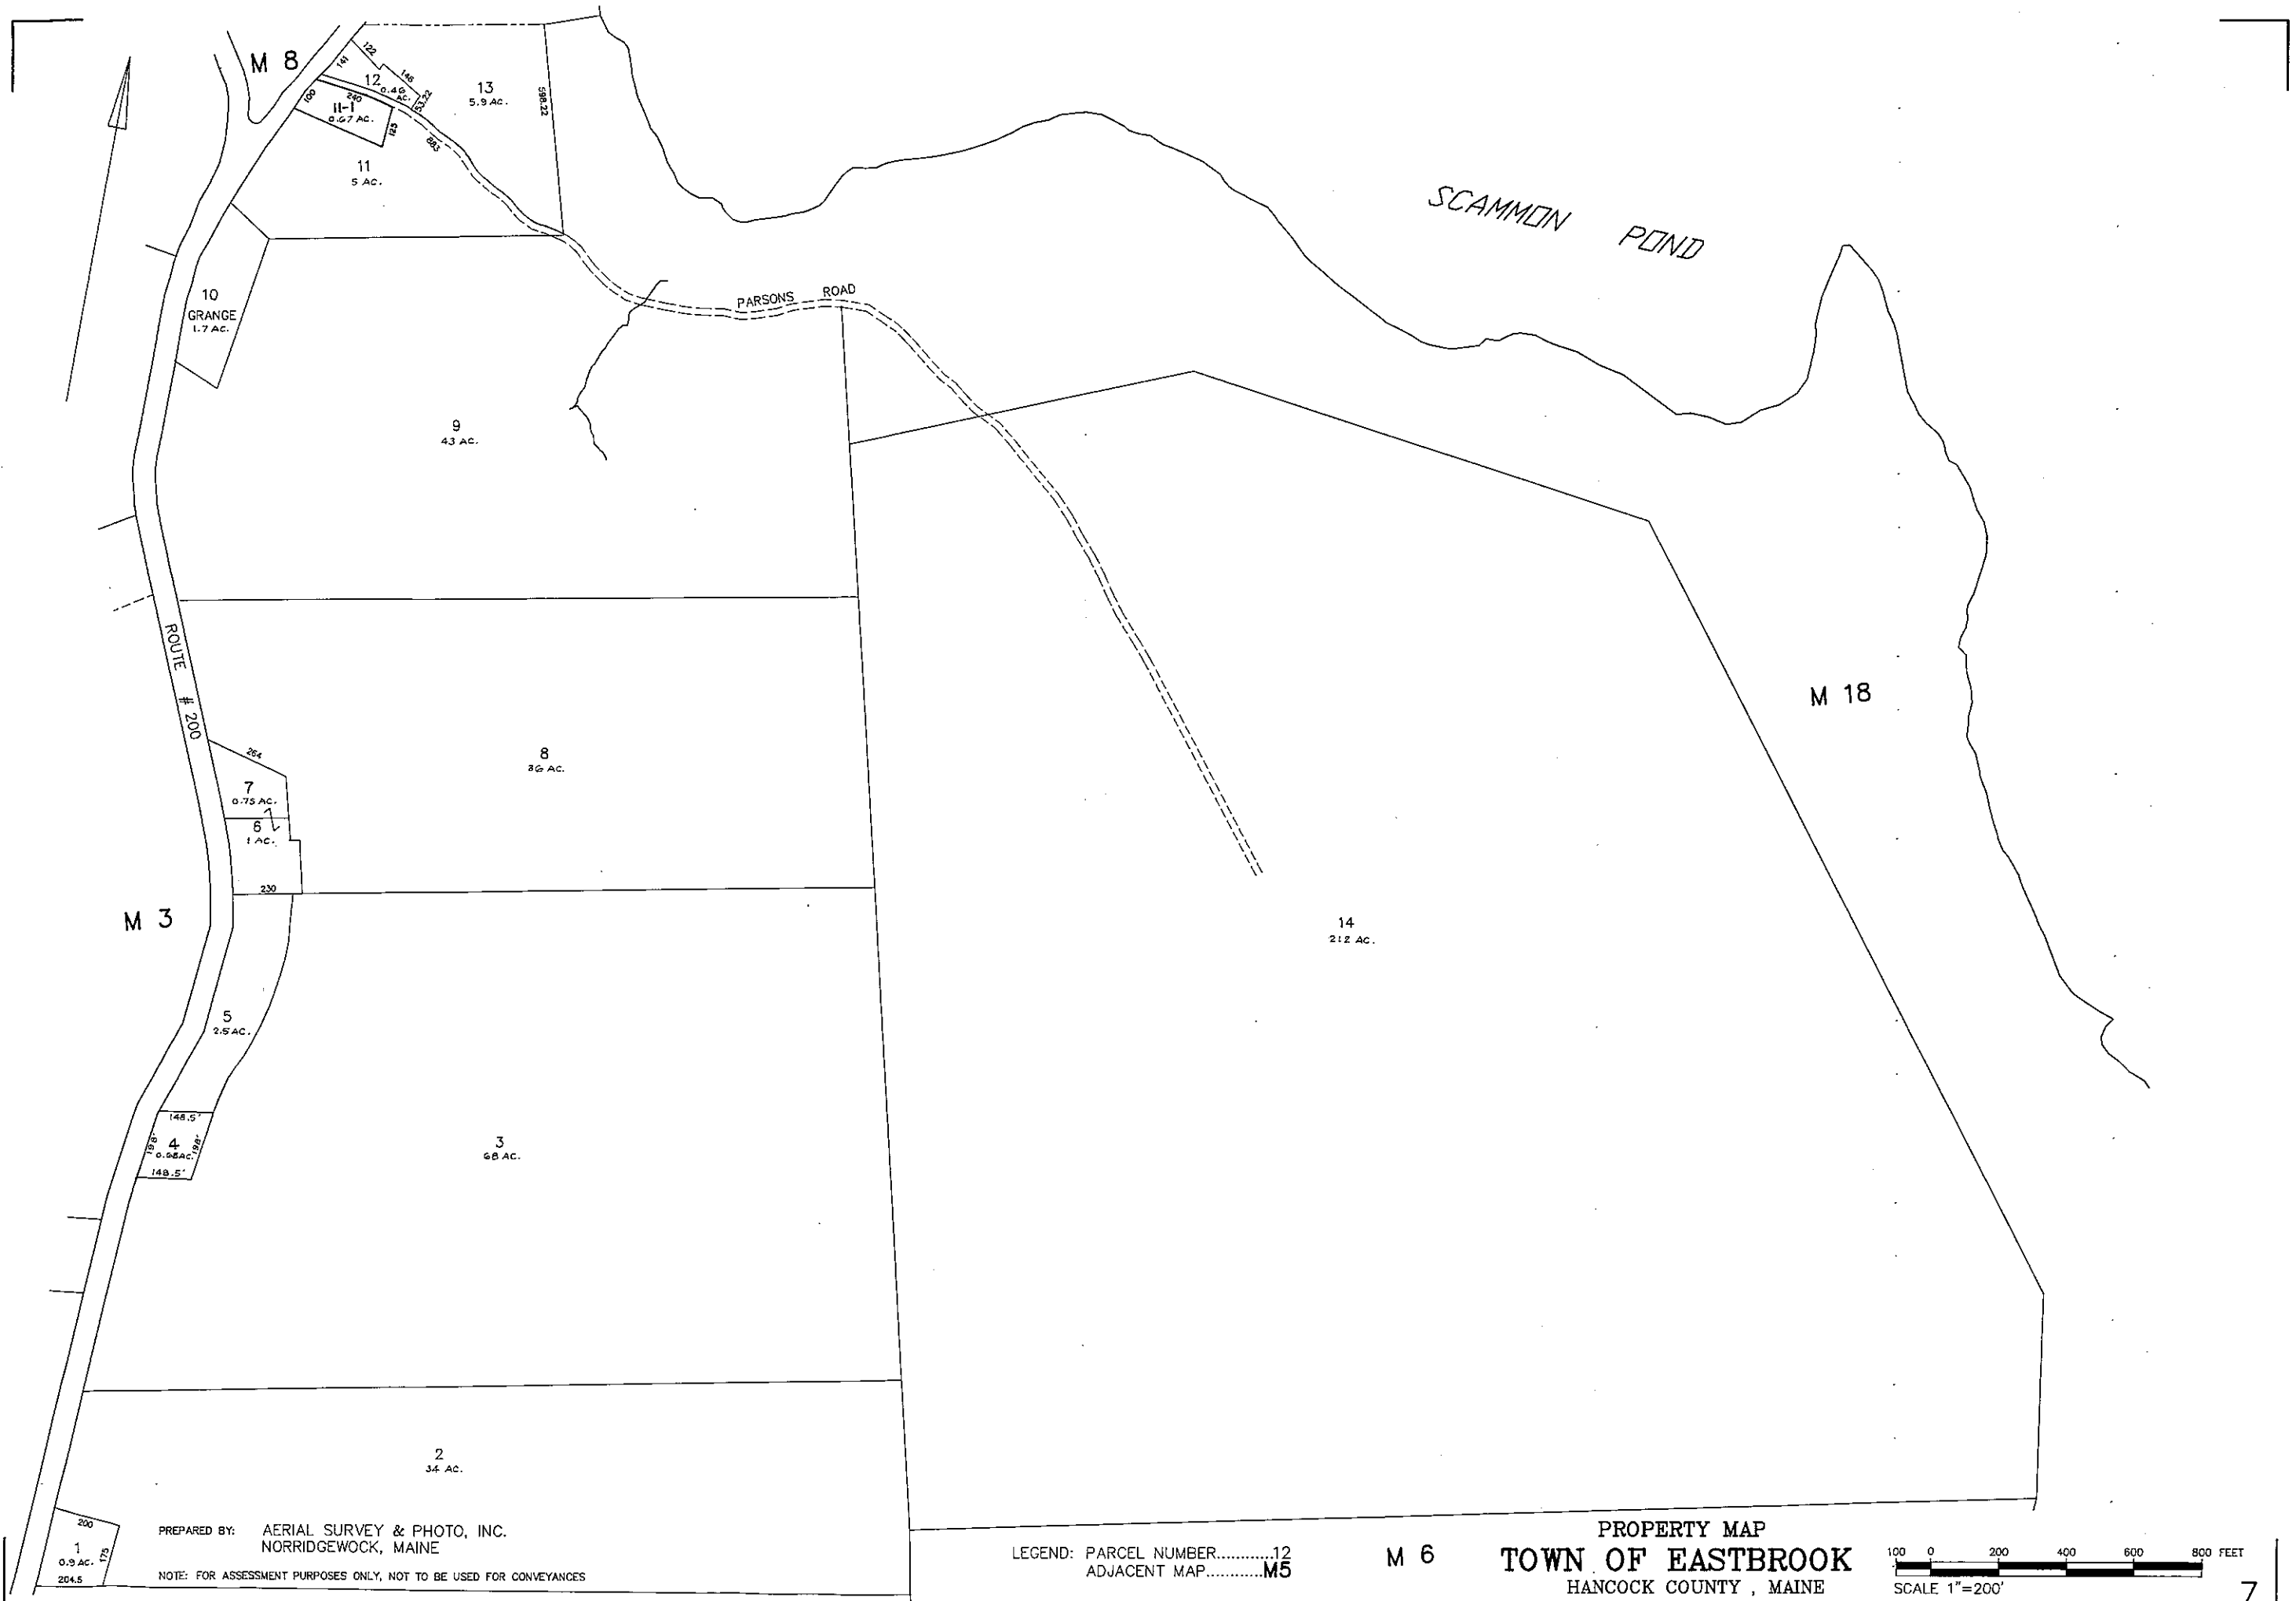 M 8
122
141
146
12
0.46
AC.
53.22
13
5.9 AC.
598.22
100
240
11-1
0.67 AC.
125
883
11
5 AC.
SCAMMON POND
10
GRANGE
1.7 AC.
PARSONS ROAD
9
43 AC.
ROUTE # 200
M 18
264
8
36 AC.
7
0.75 AC.
6
1 AC.
230
M 3
14
212 AC.
5
2.5 AC.
148.5'
198'
4
198'
148.5'
3
68 AC.
2
34 AC.
200
1
0.9 AC.
175
204.5
PREPARED BY: AERIAL SURVEY & PHOTO, INC.
NORRIDGEWOCK, MAINE
NOTE: FOR ASSESSMENT PURPOSES ONLY, NOT TO BE USED FOR CONVEYANCES
LEGEND: PARCEL NUMBER...........12
ADJACENT MAP...........M5
M 6
PROPERTY MAP
TOWN OF EASTBROOK
HANCOCK COUNTY , MAINE
100 0 200 400 600 800 FEET
SCALE 1"=200'
7